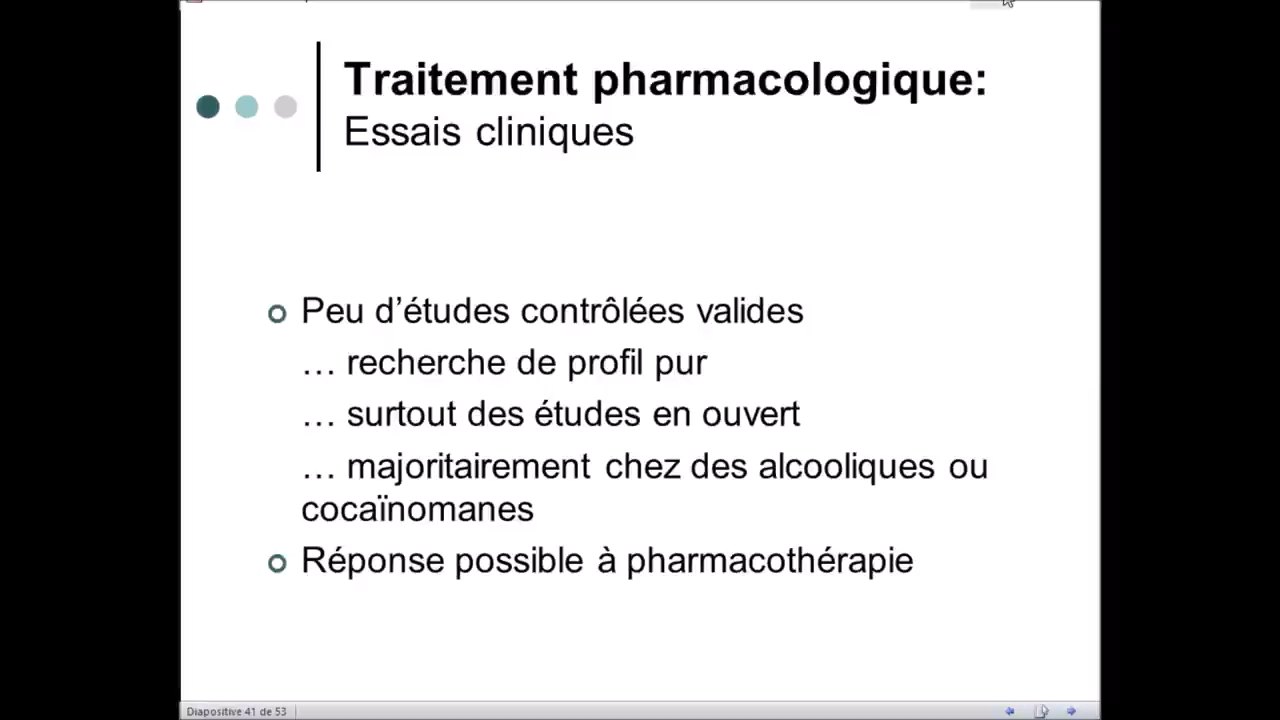 Traitement pharmacologique:
Essais cliniques
Peu d’études contrôlées valides
… recherche de profil pur
… surtout des études en ouvert
… majoritairement chez des alcooliques ou
cocaïnomanes
Réponse possible à pharmacothérapie
Diapositive 41 de 53